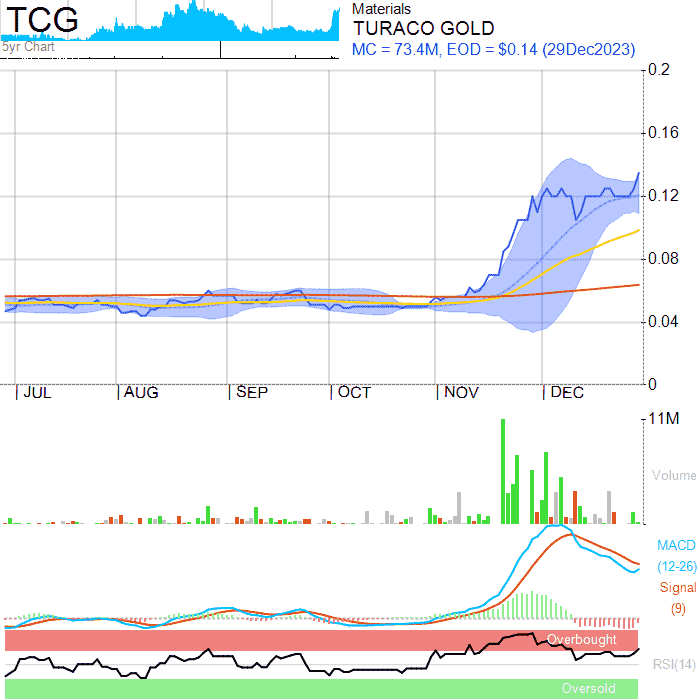 TCG
5yr Chart
Materials
TURACO GOLD
MC = 73.4M, EOD = $0.14 (29Dec2023)
0.2
0.16
0.12
0.08
0.04
0
JUL AUG SEP OCT NOV DEC
11M
Volume
MACD
(12-26)
Signal
(9)
Overbought
RSI(14)
Oversold